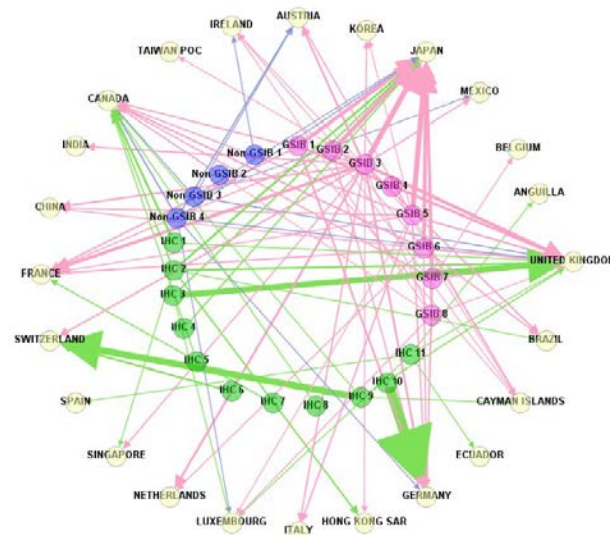 AUSTRIA
IRELAND
KOREA
TAIWAN POC
JAPAN
CANADA
MEXICO
INDIA
Non GSIB 1
GSIB 1
GSIB 2
BELGIUM
Non GSIB 2
GSIB 3
Non GSIB 3
GSIB 4
ANGUILLA
CHINA
Non GSIB 4
GSIB 5
IHC 1
GSIB 6
UNITED KINGDOM
FRANCE
IHC 2
GSIB 7
IHC 3
GSIB 8
IHC 4
SWITZERLAND
BRAZIL
IHC 5
IHC 11
IHC 6
IHC 10
SPAIN
IHC 7
IHC 8
IHC 9
CAYMAN ISLANDS
SINGAPORE
ECUADOR
NETHERLANDS
GERMANY
LUXEMBOURG
ITALY
HONG KONG SAR